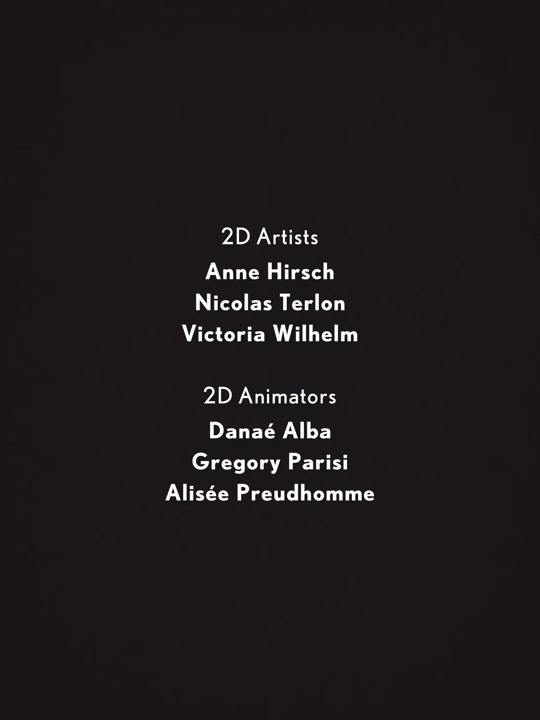 2D Artists
Anne Hirsch
Nicolas Terlon
Victoria Wilhelm
2D Animators
Danaé Alba
Gregory Parisi
Alisée Preudhomme